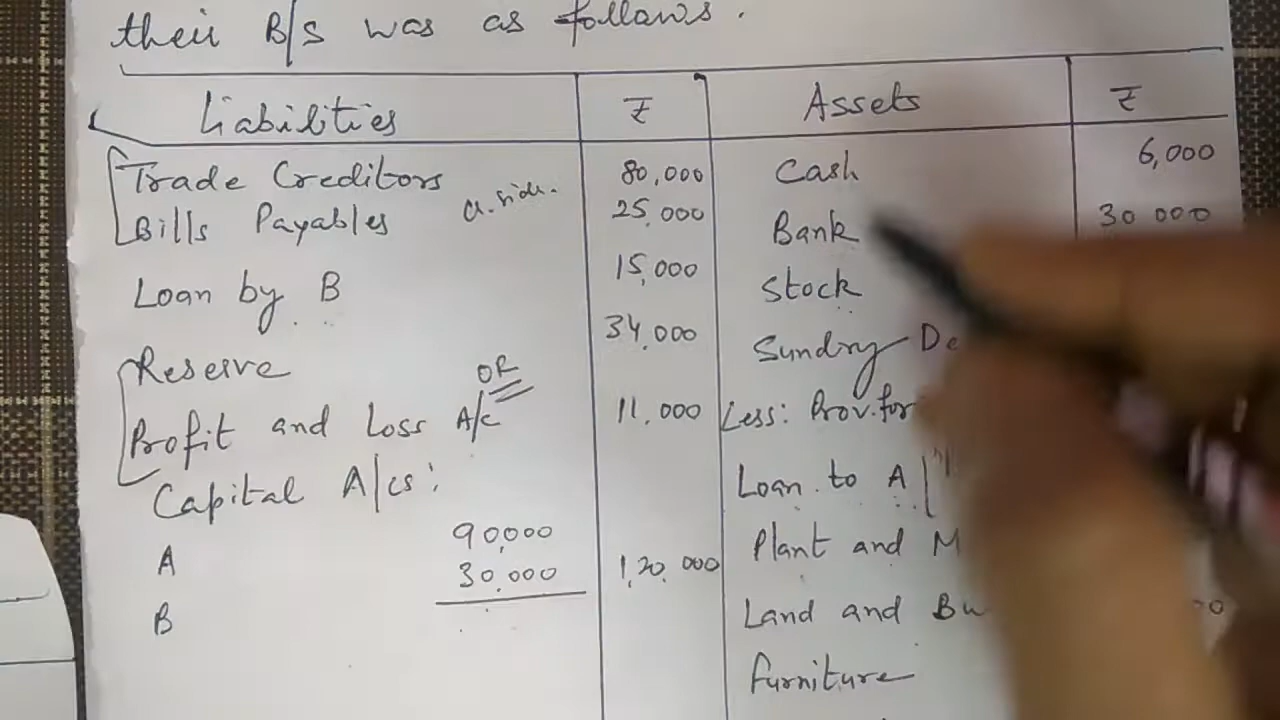 their B/s was as follows.
Liabilities ₹ Assets ₹
Trade Creditors 80,000 Cash 6,000
Bills Payables 25,000 Bank 30 000
Loan by B 15,000 Stock
Reserve 34,000 Sundry De
OR
Profit and Loss A/c 11,000 Less: Prov. for
Capital A/cs: Loan to A
A 90,000 Plant and M
B 30,000 1,20,000 Land and Bu
Furniture